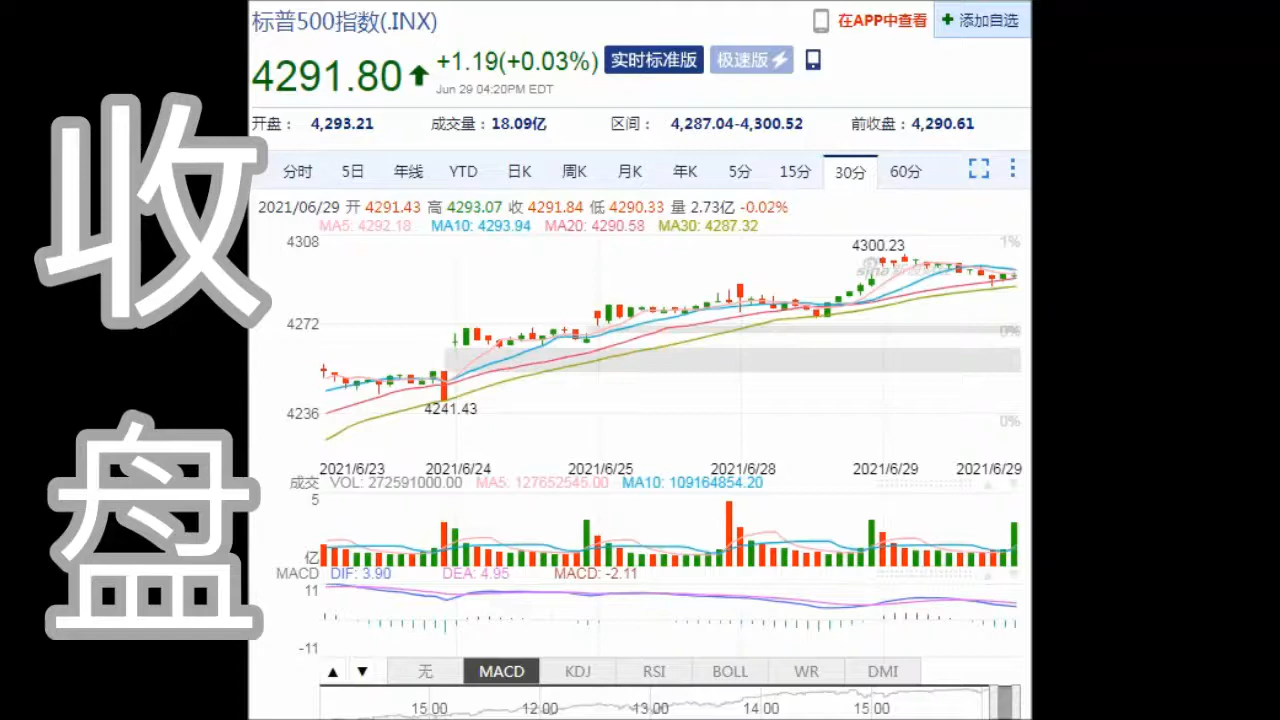 收
盘
标普500指数(.INX)
在APP中查看
+ 添加自选
4291.80
+1.19(+0.03%)
实时标准版
极速版
Jun 29 04:20PM EDT
开盘： 4,293.21 成交量：18.09亿 区间： 4,287.04-4,300.52 前收盘：4,290.61
分时 5日 年线 YTD 日K 周K 月K 年K 5分 15分 30分 60分
2021/06/29 开 4291.43 高 4293.07 收 4291.84 低 4290.33 量 2.73亿 -0.02%
MA5: 4292.18 MA10: 4293.94 MA20: 4290.58 MA30: 4287.32
4308
4300.23
1%
sina
4272
0%
4241.43
4236
0%
2021/6/23 2021/6/24 2021/6/25 2021/6/28 2021/6/29 2021/6/29
成交 VOL: 272591000.00 MA5: 127652545.00 MA10: 109164854.20
5
亿
MACD DIF: 3.90 DEA: 4.95 MACD: -2.11
11
-11
▲ ▼ 无 MACD KDJ RSI BOLL WR DMI
15:00 12:00 13:00 14:00 15:00